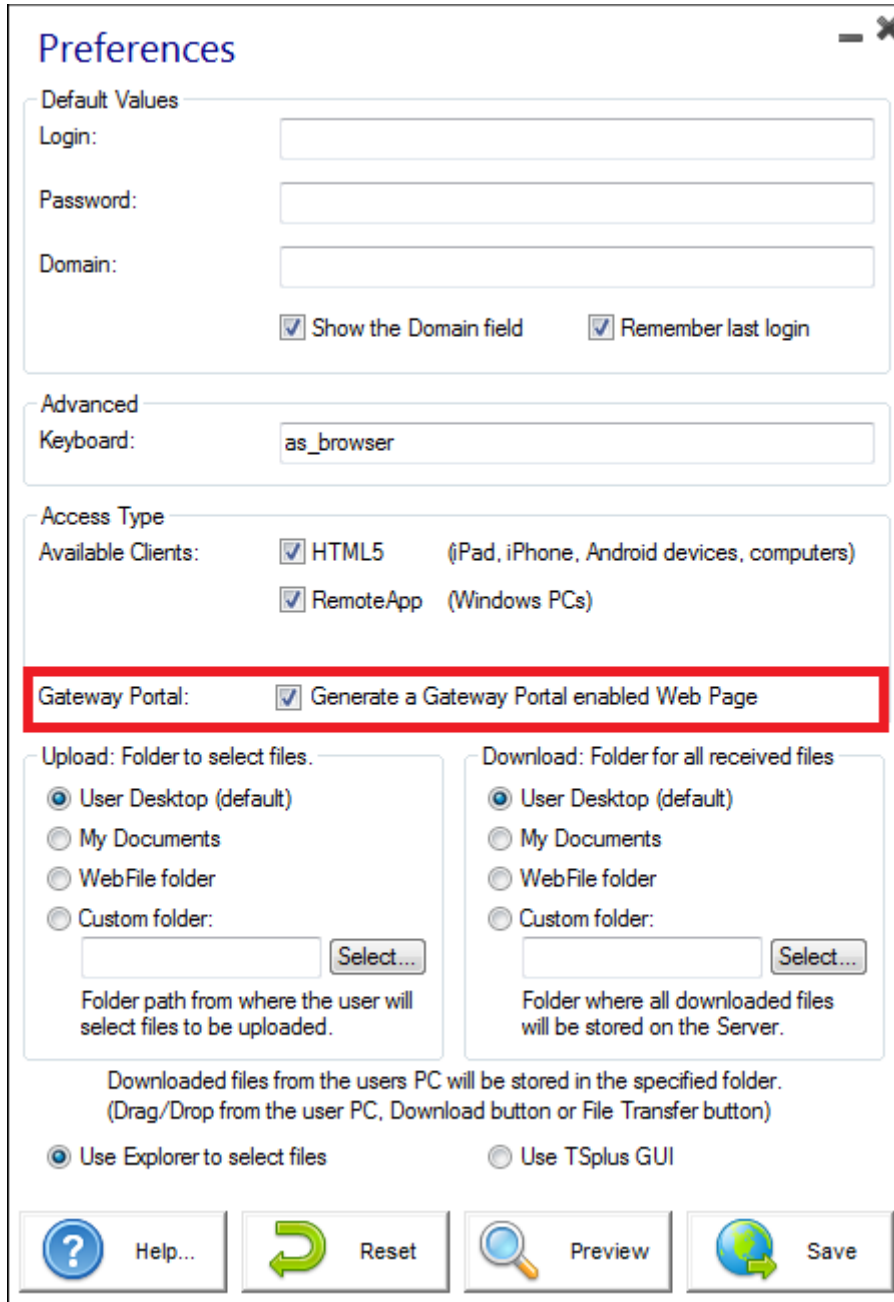 Preferences
Default Values
Login:
Password:
Domain:
Show the Domain field Remember last login
Advanced
Keyboard: as_browser
Access Type
Available Clients: HTML5 (iPad, iPhone, Android devices, computers)
RemoteApp (Windows PCs)
Gateway Portal: Generate a Gateway Portal enabled Web Page
Upload: Folder to select files.
User Desktop (default)
My Documents
WebFile folder
Custom folder:
Select...
Folder path from where the user will
select files to be uploaded.
Download: Folder for all received files
User Desktop (default)
My Documents
WebFile folder
Custom folder:
Select...
Folder where all downloaded files
will be stored on the Server.
Downloaded files from the users PC will be stored in the specified folder.
(Drag/Drop from the user PC, Download button or File Transfer button)
Use Explorer to select files Use TSplus GUI
Help... Reset Preview Save